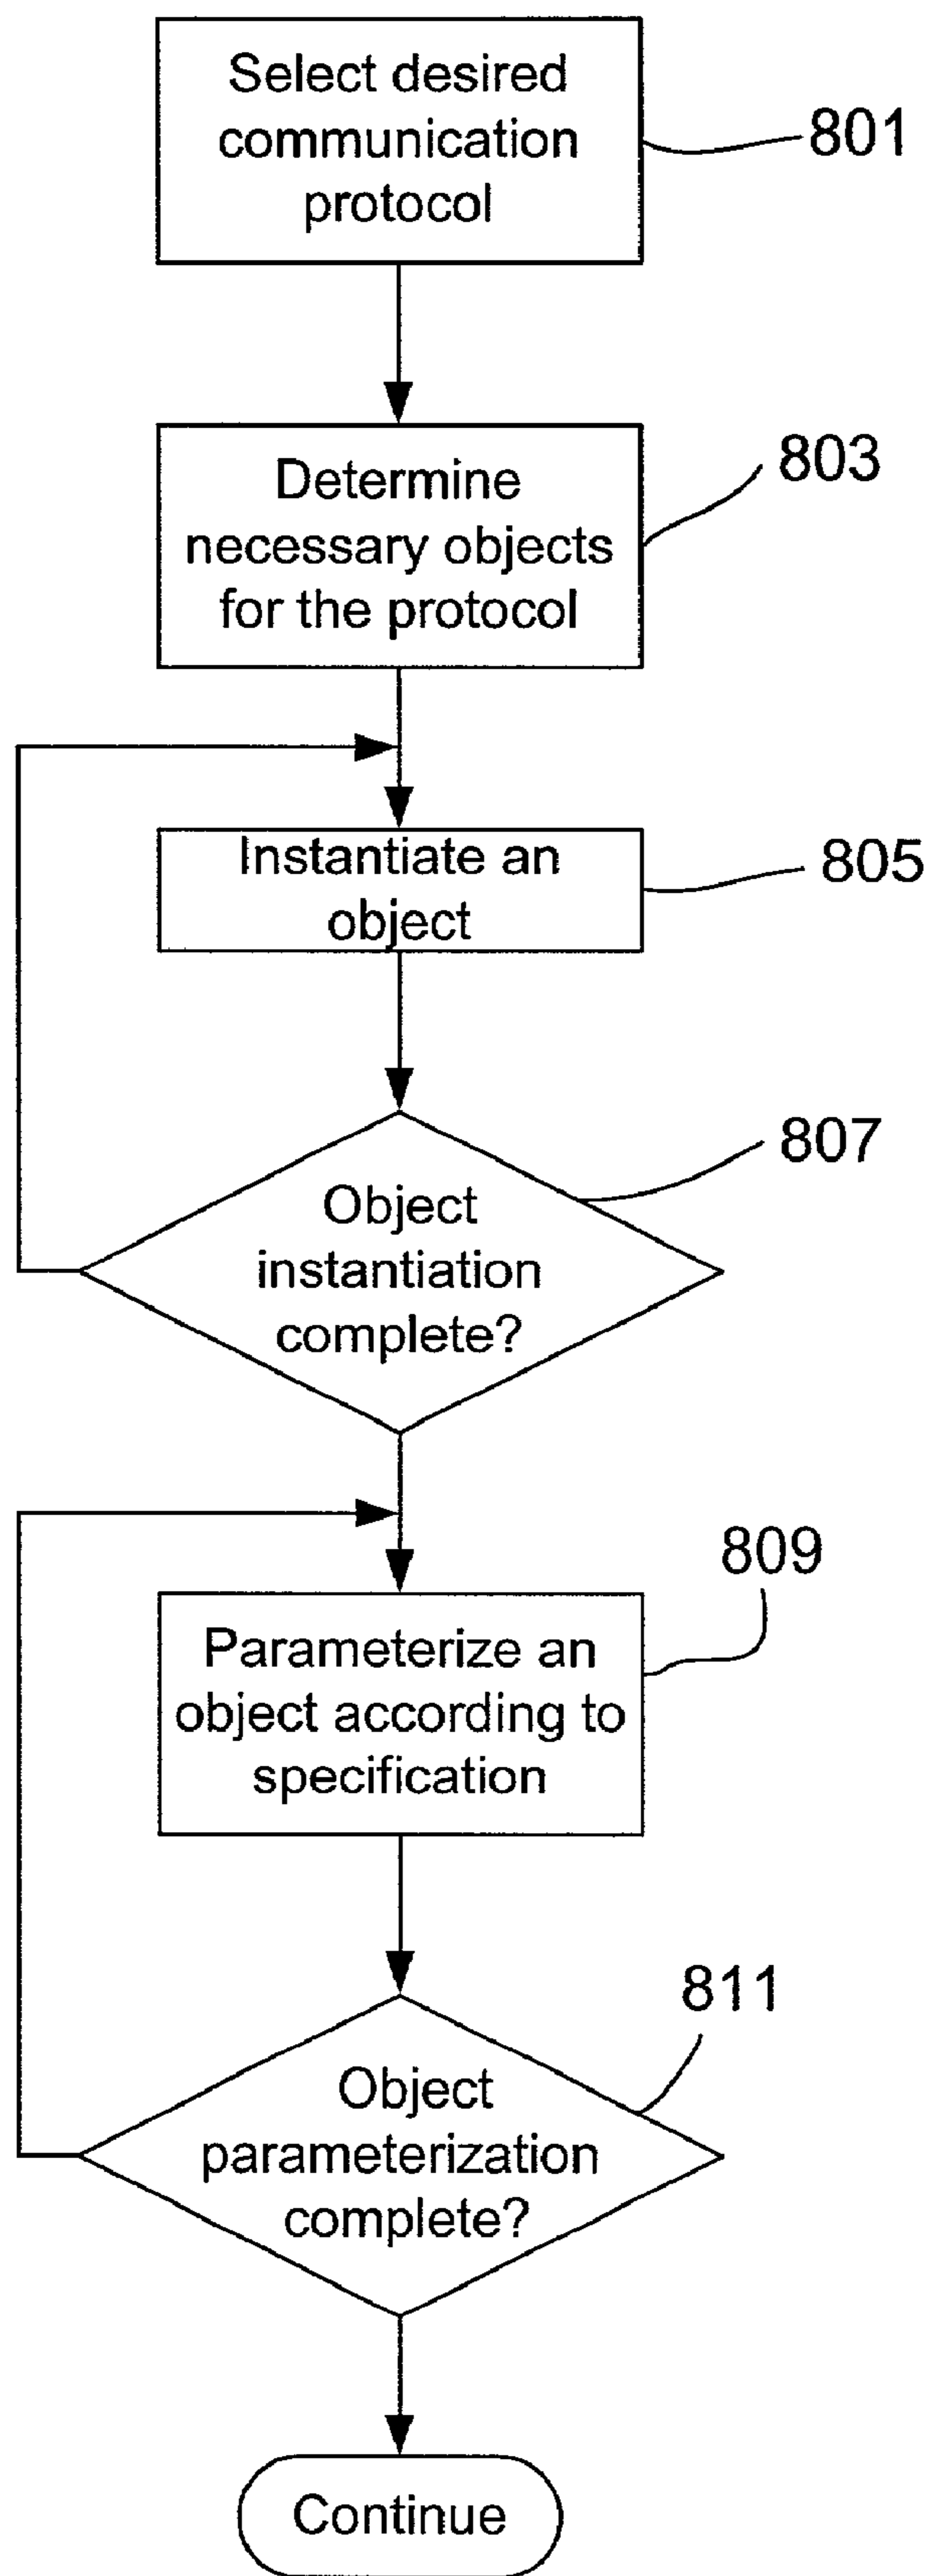 Select desired
communication
protocol
801
Determine
necessary objects
for the protocol
803
Instantiate an
object
805
Object
instantiation
complete?
807
Parameterize an
object according to
specification
809
Object
parameterization
complete?
811
Continue